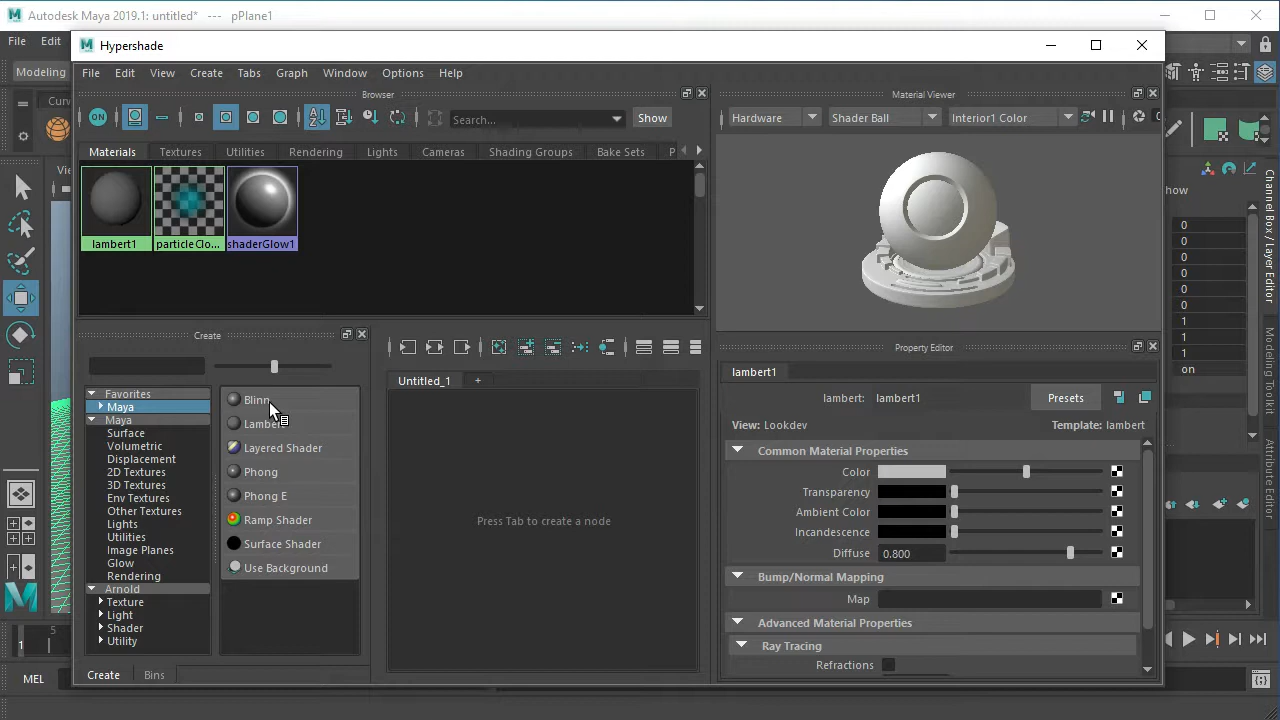 Autodesk Maya 2019.1: untitled* --- pPlane1
File Edit
Hypershade
Modeling
File Edit View Create Tabs Graph Window Options Help
Browser
Material Viewer
ON
Search...
Show
Hardware
Shader Ball
Interior1 Color
Materials Textures Utilities Rendering Lights Cameras Shading Groups Bake Sets P
lambert1
particleClo...
shaderGlow1
Create
Favorites
Maya
Maya
Surface
Volumetric
Displacement
2D Textures
3D Textures
Env Textures
Other Textures
Lights
Utilities
Image Planes
Glow
Rendering
Arnold
Texture
Light
Shader
Utility
Blinn
Layered Shader
Phong
Phong E
Ramp Shader
Surface Shader
Use Background
Create Bins
Untitled_1 +
Press Tab to create a node
Property Editor
lambert1
lambert: lambert1
Presets
View: Lookdev
Template: lambert
Common Material Properties
Color
Transparency
Ambient Color
Incandescence
Diffuse 0.800
Bump/Normal Mapping
Map
Advanced Material Properties
Ray Tracing
Refractions
0
0
0
0
0
0
1
1
1
on
Channel Box / Layer Editor
Modeling Toolkit
Attribute Editor
5
1
MEL